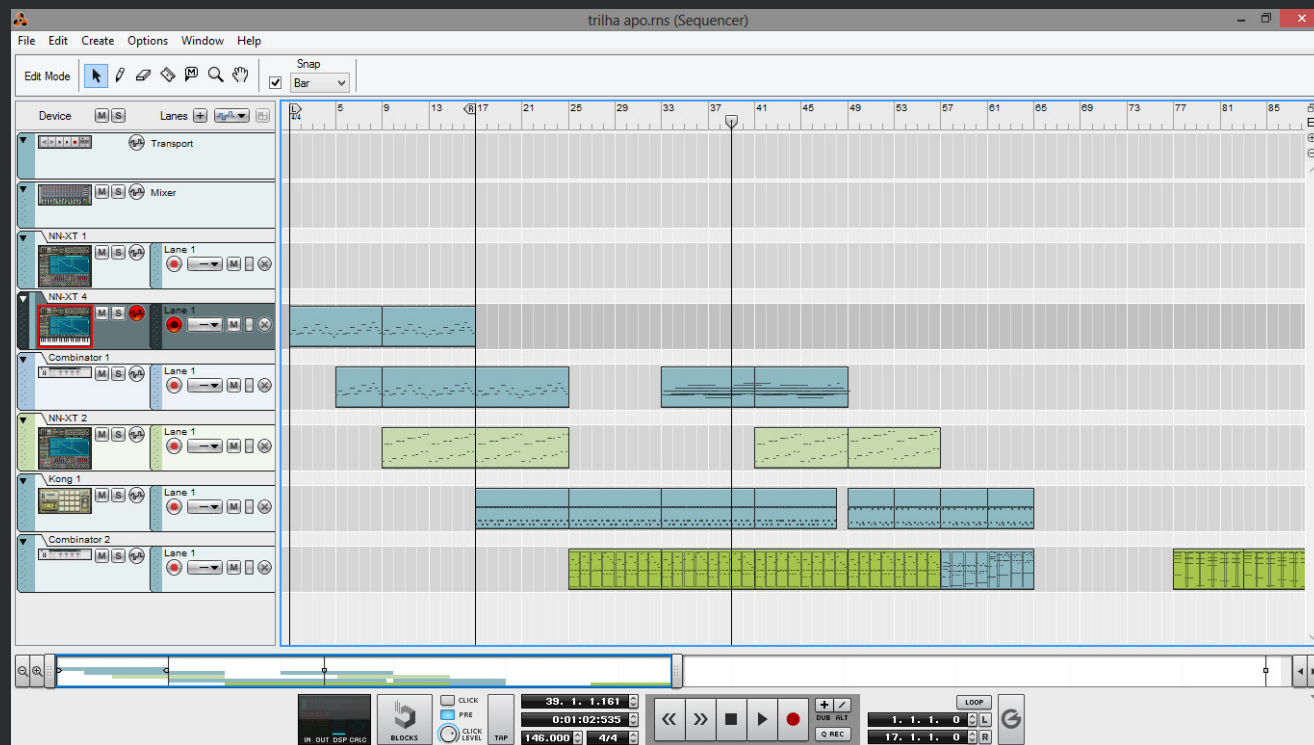 trilha apo.rns (Sequencer)
File Edit Create Options Window Help
Edit Mode
Snap
Bar
Device M S Lanes
L R
4/4
5 9 13 17 21 25 29 33 37 41 45 49 53 57 61 65 69 73 77 81 85
Transport
M S Mixer
NN-XT 1
M S Lane 1
M
NN-XT 4
M S Lane 1
M
Combinator 1
M S Lane 1
M
NN-XT 2
M S Lane 1
M
Kong 1
M S Lane 1
M
Combinator 2
M S Lane 1
M
IN OUT DSP CALC
BLOCKS
CLICK
PRE
CLICK LEVEL
TAP
39. 1. 1.161
0:01:02:535
146.000 4/4
DUB ALT
Q REC
LOOP
1. 1. 1. 0 L
17. 1. 1. 0 R